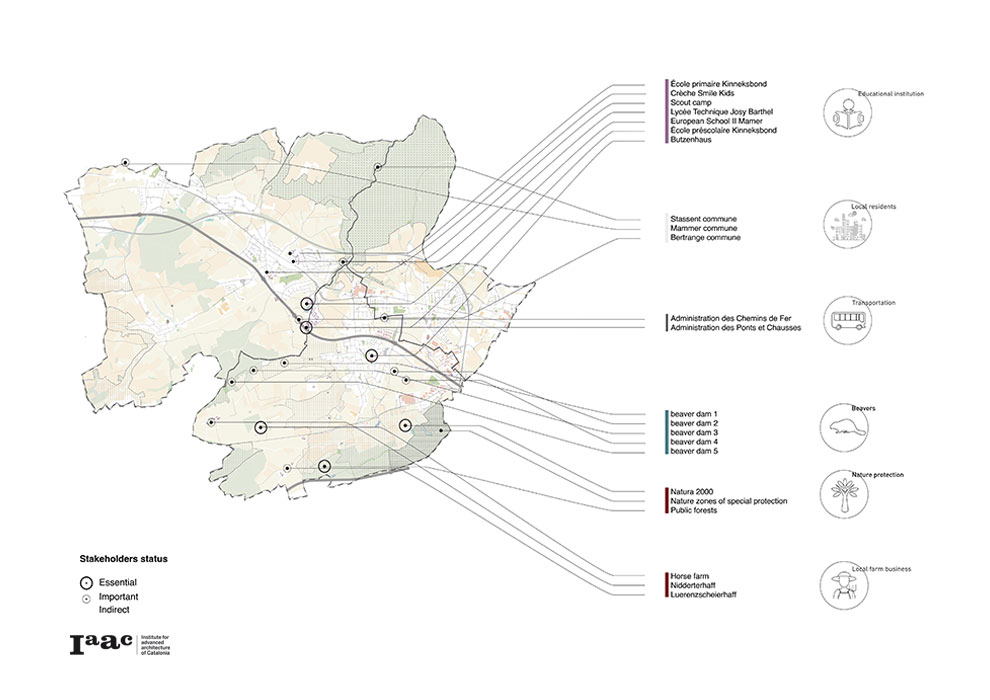 École primaire Kinneksbond
Crèche Smile Kids
Scout camp
Lycée Technique Josy Barthel
European School II Mamer
École préscolaire Kinneksbond
Butzenhaus
Educational institution
Stassent commune
Mammer commune
Bertrange commune
Local residents
Administration des Chemins de Fer
Administration des Ponts et Chausses
Transportation
beaver dam 1
beaver dam 2
beaver dam 3
beaver dam 4
beaver dam 5
Beavers
Natura 2000
Nature zones of special protection
Public forests
Nature protection
Horse farm
Nidderterhaff
Luerenzscheierhaff
Local farm business
Stakeholders status
Essential
Important
Indirect
Iaac
Institute for
advanced
architecture
of Catalonia